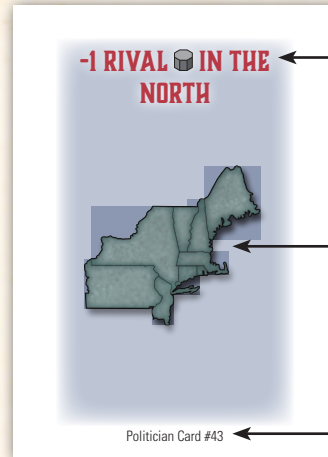 -1 RIVAL IN THE
NORTH
Politician Card #43